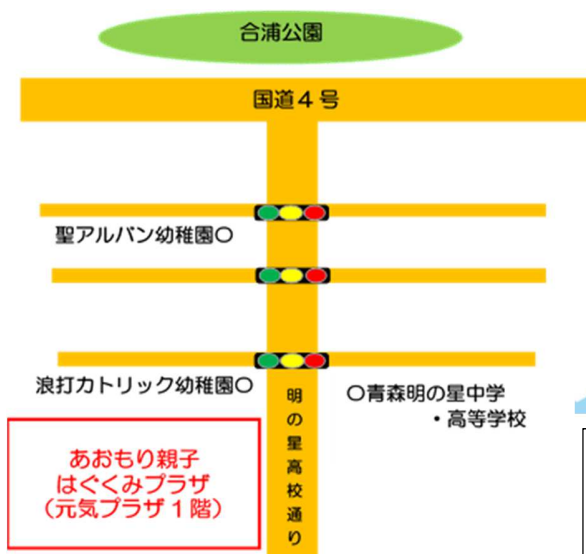 合浦公園
国道４号
聖アルバン幼稚園〇
浪打カトリック幼稚園〇
〇青森明の星中学
・高等学校
明の星高校通り
あおもり親子
はぐくみプラザ
（元気プラザ１階）